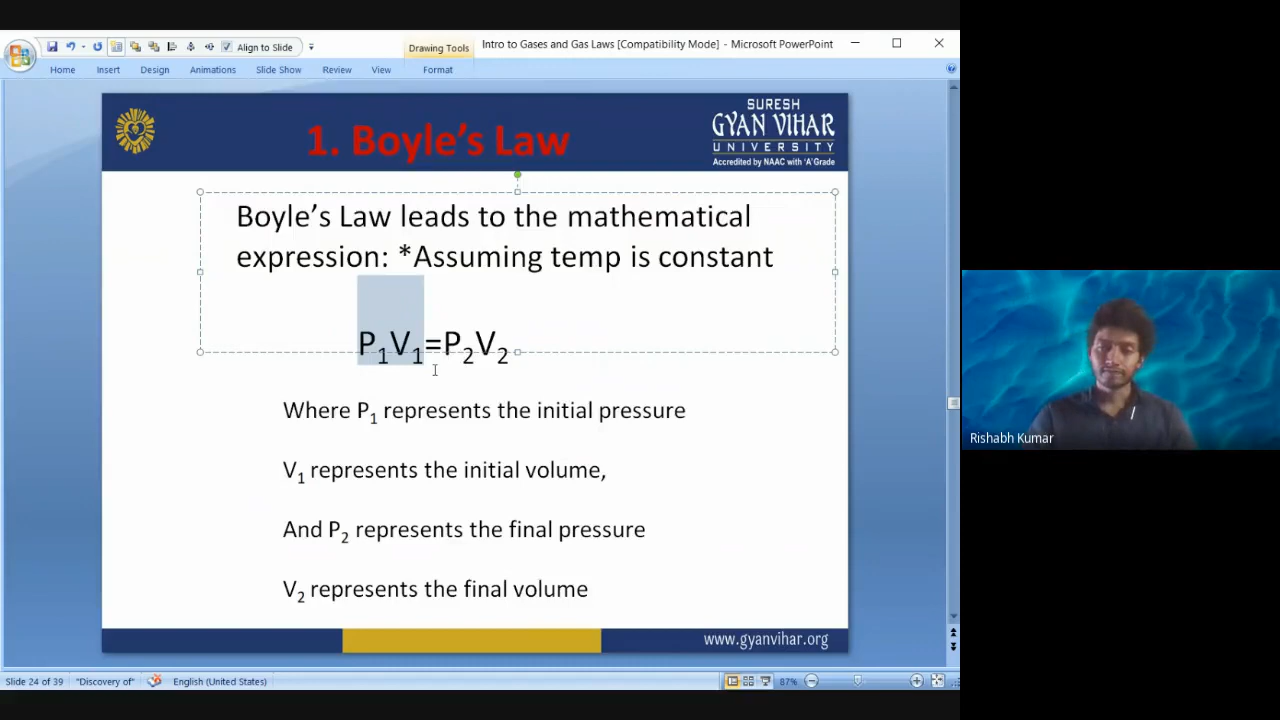 Align to Slide
Drawing Tools
Intro to Gases and Gas Laws [Compatibility Mode] - Microsoft PowerPoint
Home Insert Design Animations Slide Show Review View Format
1. Boyle's Law
SURESH
GYAN VIHAR
UNIVERSITY
Accredited by NAAC with 'A' Grade
Boyle's Law leads to the mathematical
expression: *Assuming temp is constant
P₁V₁=P₂V₂
Where P₁ represents the initial pressure
V₁ represents the initial volume,
And P₂ represents the final pressure
V₂ represents the final volume
www.gyanvihar.org
Rishabh Kumar
Slide 24 of 39 "Discovery of" English (United States) 87%